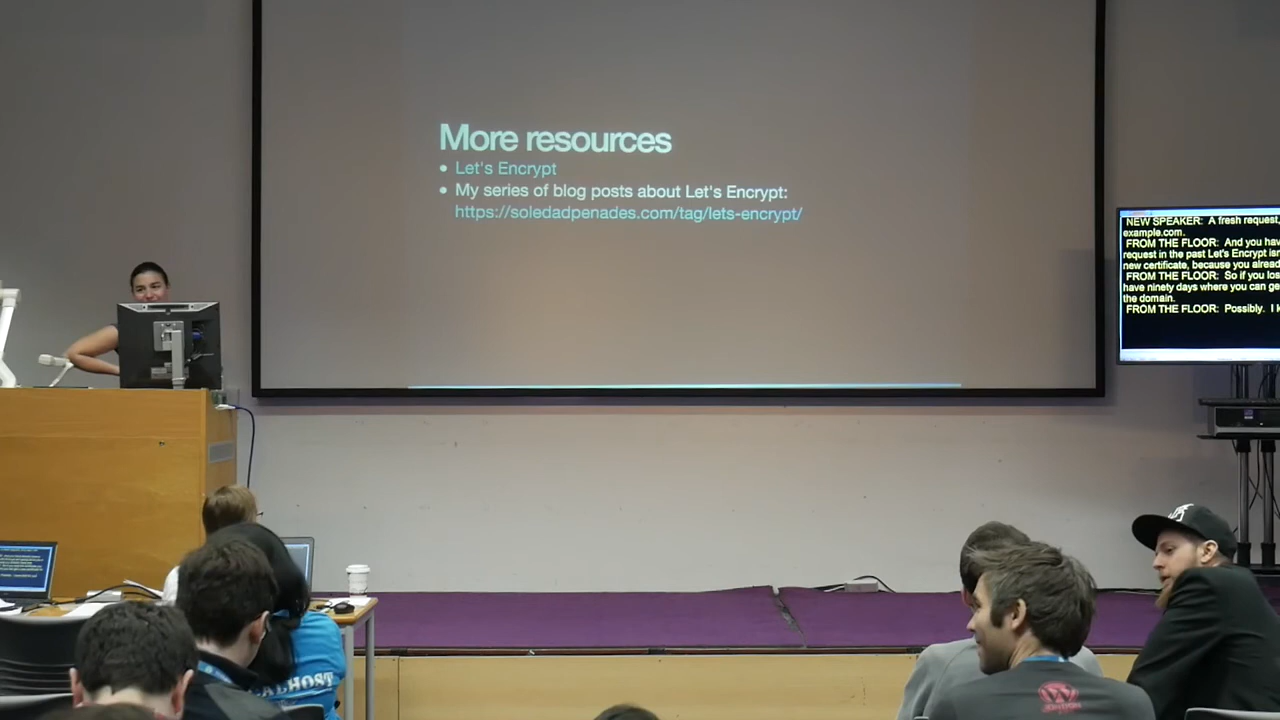 More resources
• Let's Encrypt
• My series of blog posts about Let's Encrypt:
https://soledadpenades.com/tag/lets-encrypt/
NEW SPEAKER: A fresh request,
example.com.
FROM THE FLOOR: And you hav
request in the past Let's Encrypt isn
new certificate, because you already
FROM THE FLOOR: So if you los
have ninety days where you can ge
the domain.
FROM THE FLOOR: Possibly. I k
ALHOST